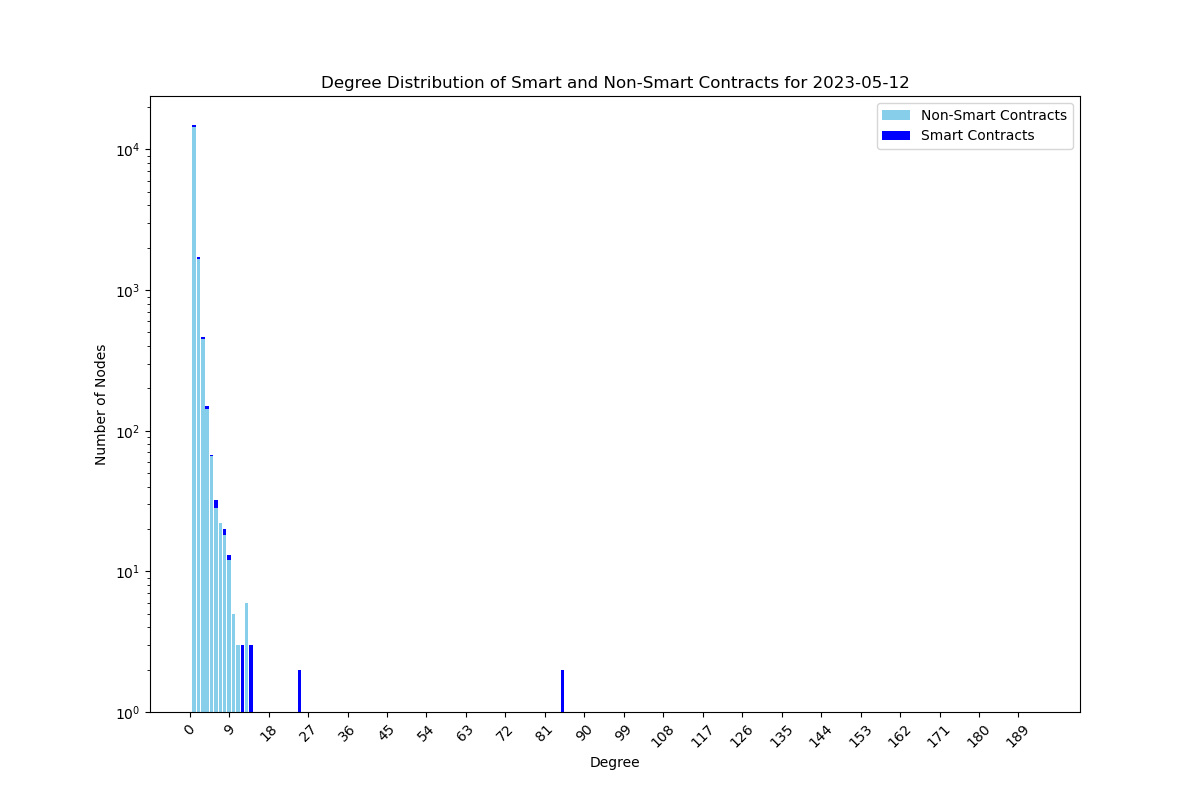 Degree Distribution of Smart and Non-Smart Contracts for 2023-05-12
Non-Smart Contracts
Smart Contracts
10⁴
10³
10²
10¹
10⁰
Number of Nodes
0 9 18 27 36 45 54 63 72 81 90 99 108 117 126 135 144 153 162 171 180 189
Degree